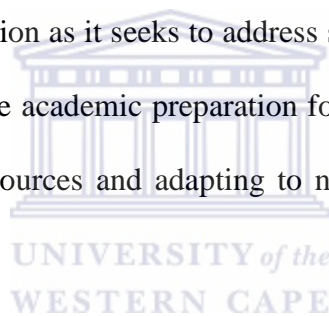 ion as it seeks to address s
e academic preparation fo
ources and adapting to n
UNIVERSITY of the
WESTERN CAPE